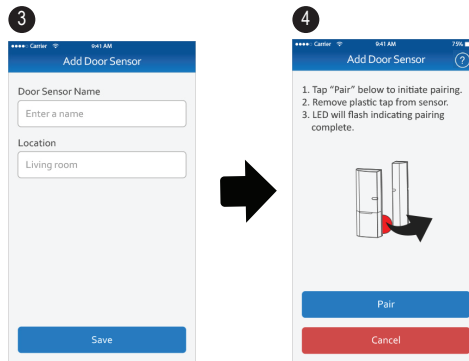 3
Carrier 9:41 AM
Add Door Sensor
Door Sensor Name
Enter a name
Location
Living room
Save
4
Carrier 9:41 AM 75%
Add Door Sensor ?
1. Tap “Pair” below to initiate pairing.
2. Remove plastic tap from sensor.
3. LED will flash indicating pairing
complete.
Pair
Cancel